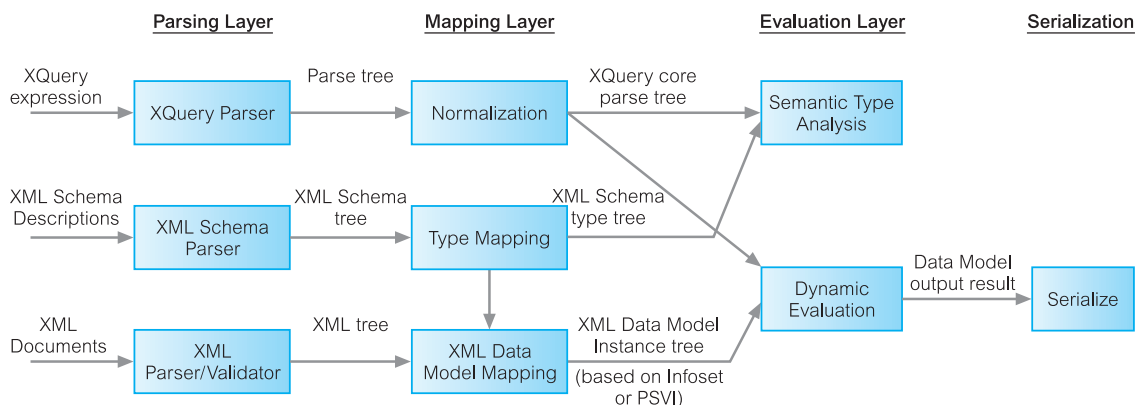 Parsing Layer
Mapping Layer
Evaluation Layer
Serialization
XQuery
expression
XQuery Parser
Parse tree
Normalization
XQuery core
parse tree
Semantic Type
Analysis
XML Schema
Descriptions
XML Schema
Parser
XML Schema
tree
Type Mapping
XML Schema
type tree
Dynamic
Evaluation
Data Model
output result
Serialize
XML
Documents
XML
Parser/Validator
XML tree
XML Data
Model Mapping
XML Data Model
Instance tree
(based on Infoset
or PSVI)